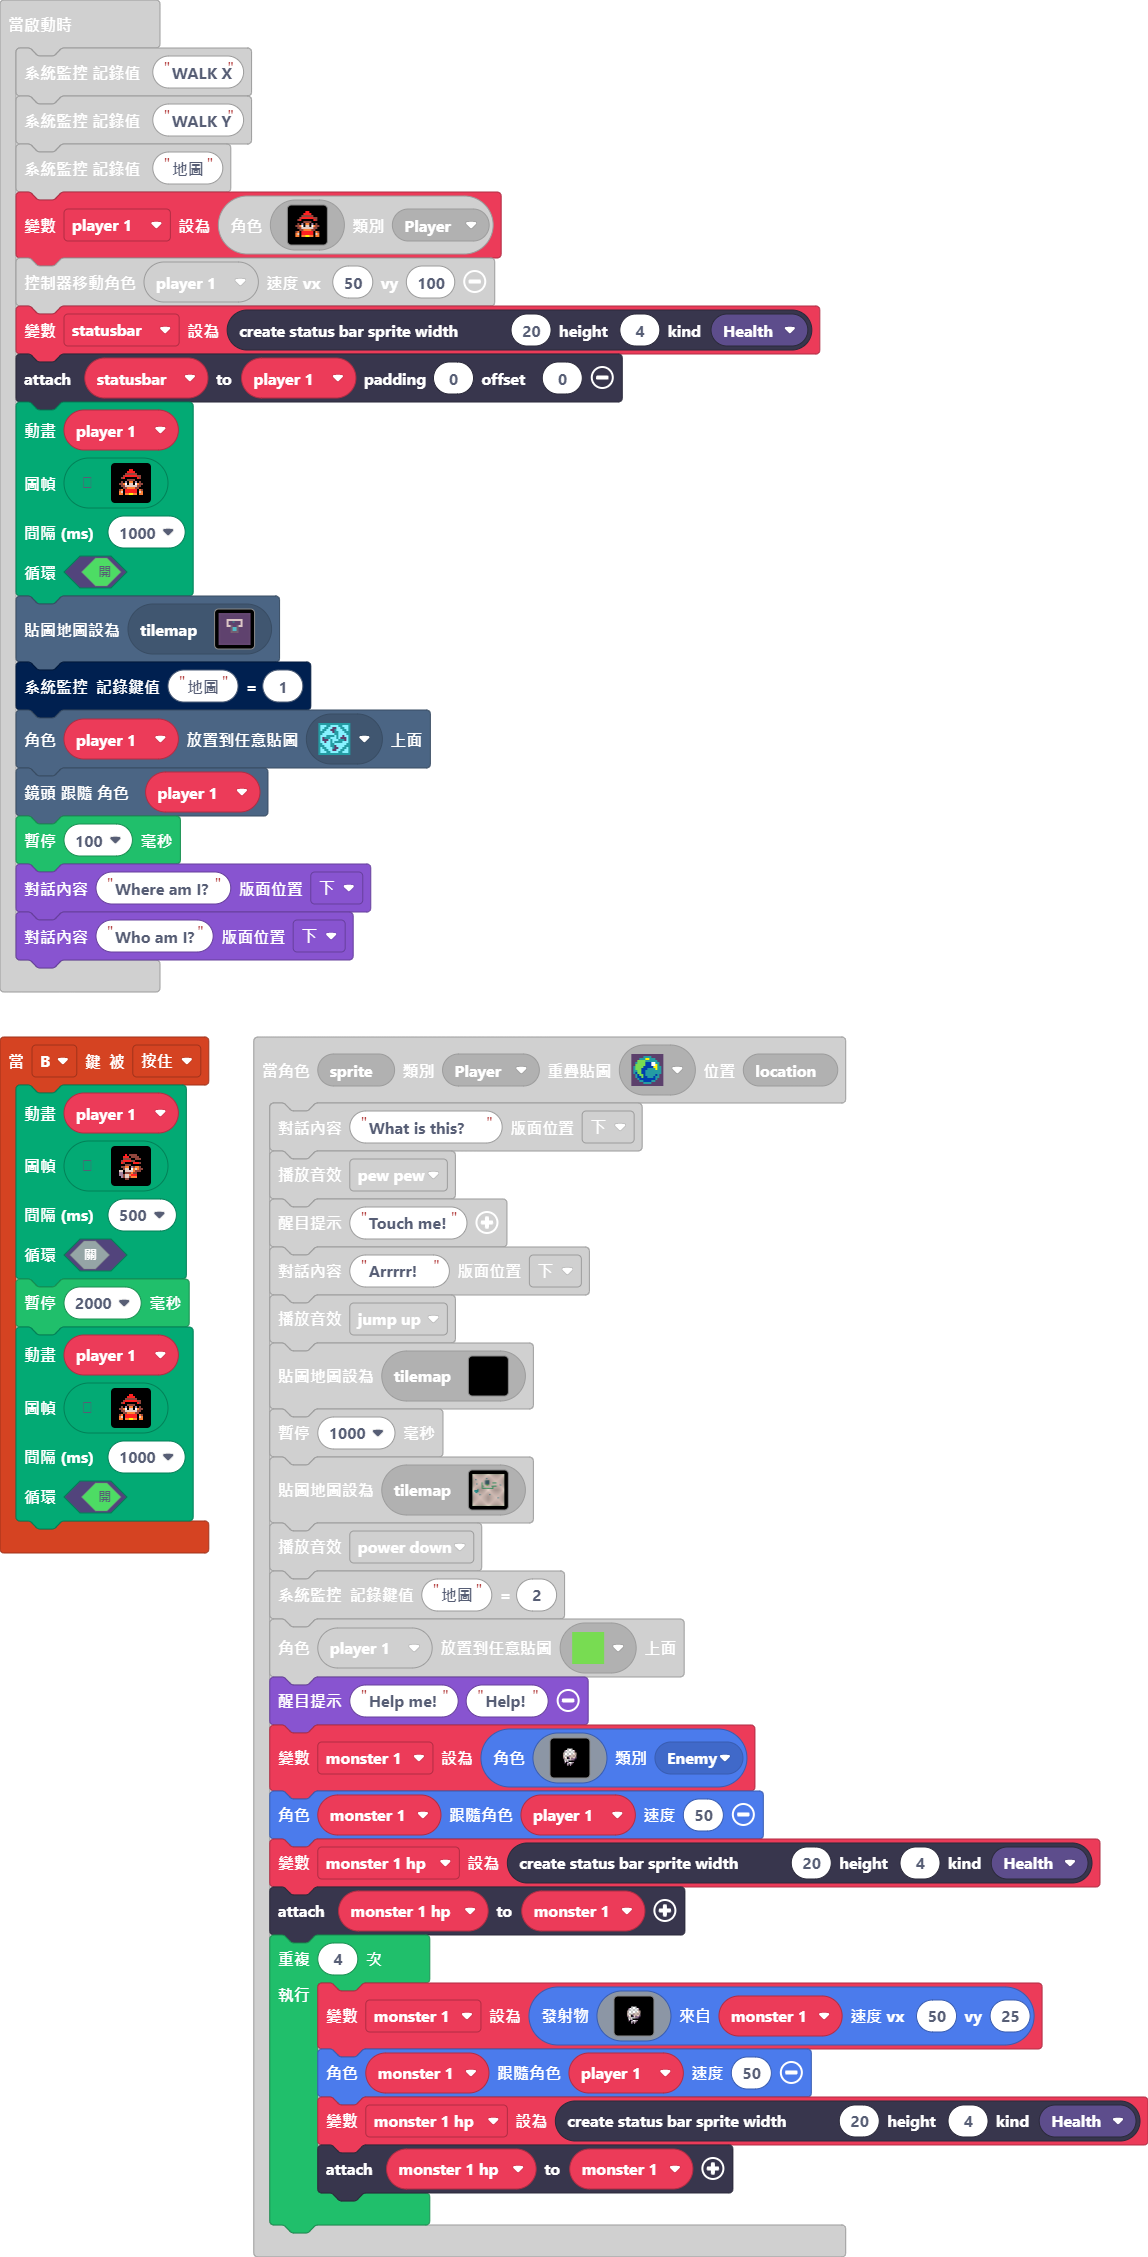 當啟動時
系統監控 記錄值 "WALK X"
系統監控 記錄值 "WALK Y"
系統監控 記錄值 "地圖"
變數 player 1 設為 角色 類別 Player
控制器移動角色 player 1 速度 vx 50 vy 100
變數 statusbar 設為 create status bar sprite width 20 height 4 kind Health
attach statusbar to player 1 padding 0 offset 0
動畫 player 1
圖幀
間隔 (ms) 1000
循環 開
貼圖地圖設為 tilemap
系統監控 記錄鍵值 "地圖" = 1
角色 player 1 放置到任意貼圖 上面
鏡頭 跟隨 角色 player 1
暫停 100 毫秒
對話內容 "Where am I?" 版面位置 下
對話內容 "Who am I?" 版面位置 下
當 B 鍵 被 按住
動畫 player 1
圖幀
間隔 (ms) 500
循環 關
暫停 2000 毫秒
動畫 player 1
圖幀
間隔 (ms) 1000
循環 開
當角色 sprite 類別 Player 重疊貼圖 位置 location
對話內容 "What is this?" 版面位置 下
播放音效 pew pew
醒目提示 "Touch me!"
對話內容 "Arrrrr!" 版面位置 下
播放音效 jump up
貼圖地圖設為 tilemap
暫停 1000 毫秒
貼圖地圖設為 tilemap
播放音效 power down
系統監控 記錄鍵值 "地圖" = 2
角色 player 1 放置到任意貼圖 上面
醒目提示 "Help me!" "Help!"
變數 monster 1 設為 角色 類別 Enemy
角色 monster 1 跟隨角色 player 1 速度 50
變數 monster 1 hp 設為 create status bar sprite width 20 height 4 kind Health
attach monster 1 hp to monster 1
重複 4 次
執行
變數 monster 1 設為 發射物 來自 monster 1 速度 vx 50 vy 25
角色 monster 1 跟隨角色 player 1 速度 50
變數 monster 1 hp 設為 create status bar sprite width 20 height 4 kind Health
attach monster 1 hp to monster 1